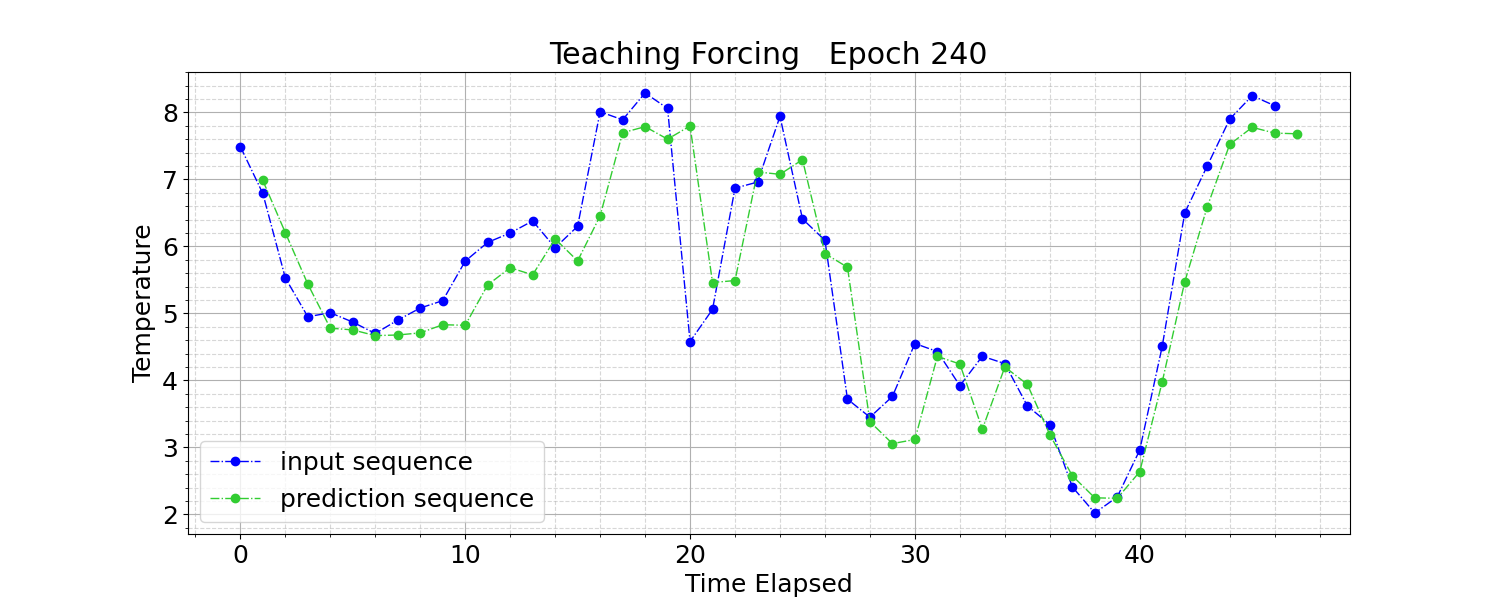 Teaching Forcing   Epoch 240
Temperature
8
7
6
5
4
3
2
input sequence
prediction sequence
0 10 20 30 40
Time Elapsed